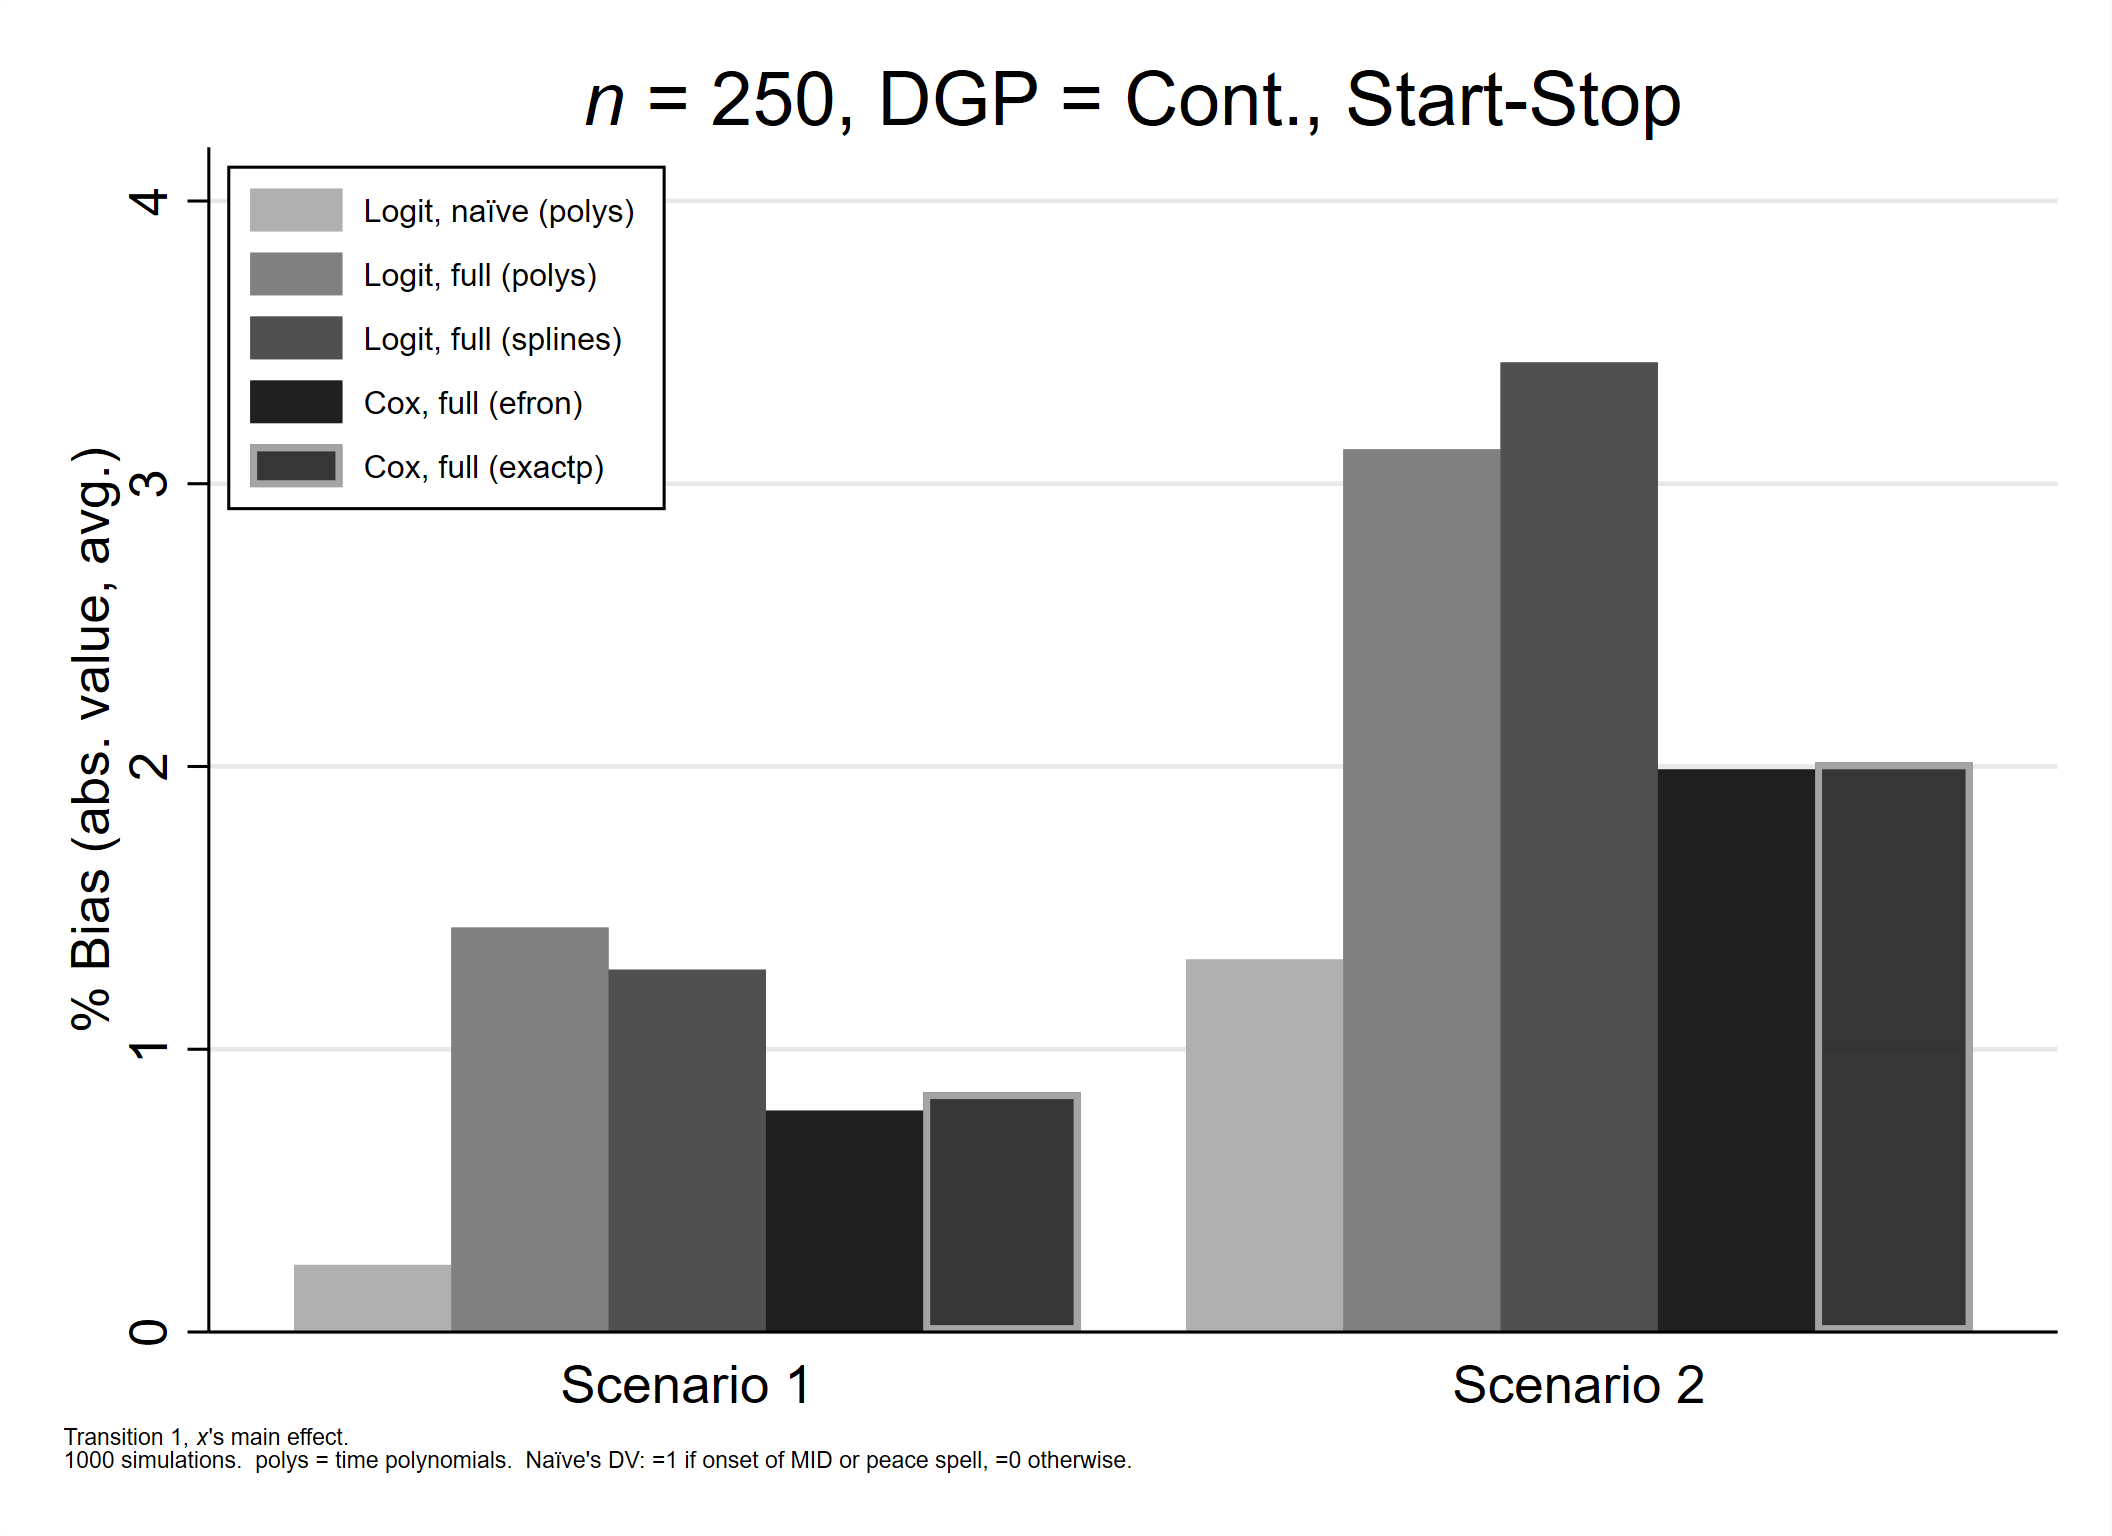 n = 250, DGP = Cont., Start-Stop
Logit, naïve (polys)
Logit, full (polys)
Logit, full (splines)
Cox, full (efron)
Cox, full (exactp)
% Bias (abs. value, avg.)
4
3
2
1
0
Scenario 1
Scenario 2
Transition 1, x's main effect.
1000 simulations.  polys = time polynomials.  Naïve's DV: =1 if onset of MID or peace spell, =0 otherwise.